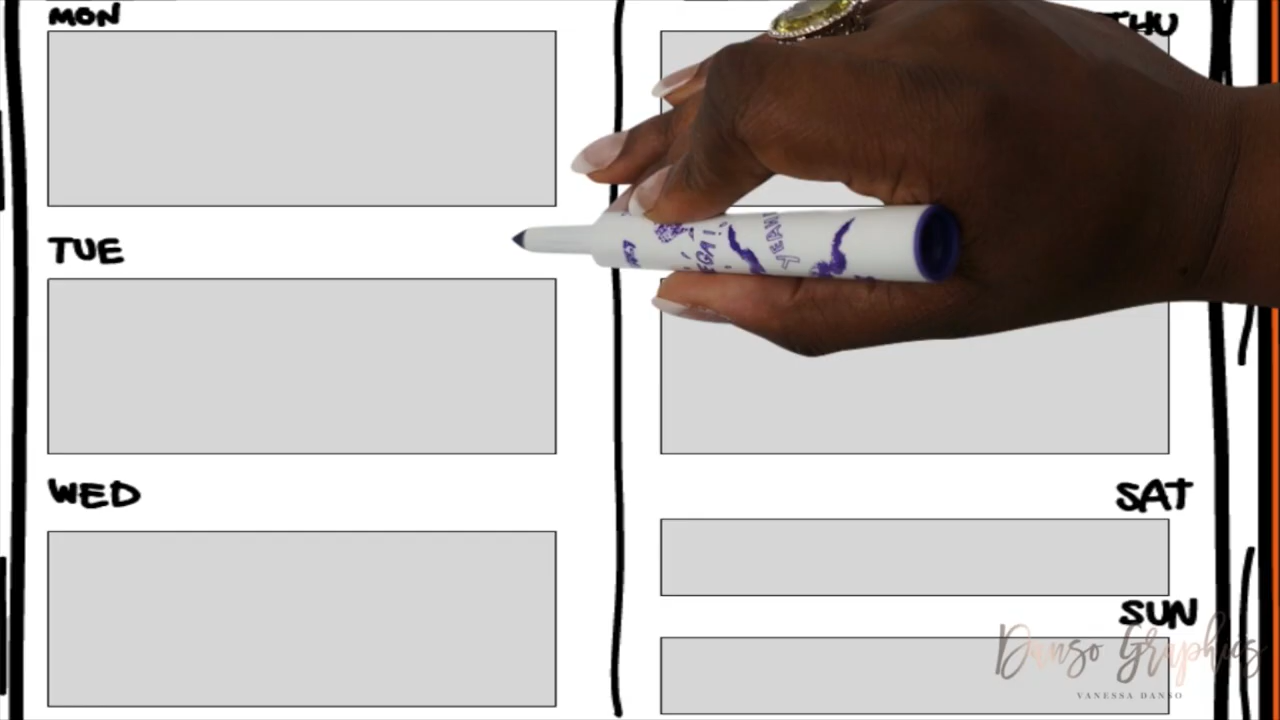 MON
TUE
WED
THU
SAT
SUN
Danso Graphics
VANESSA DANSO